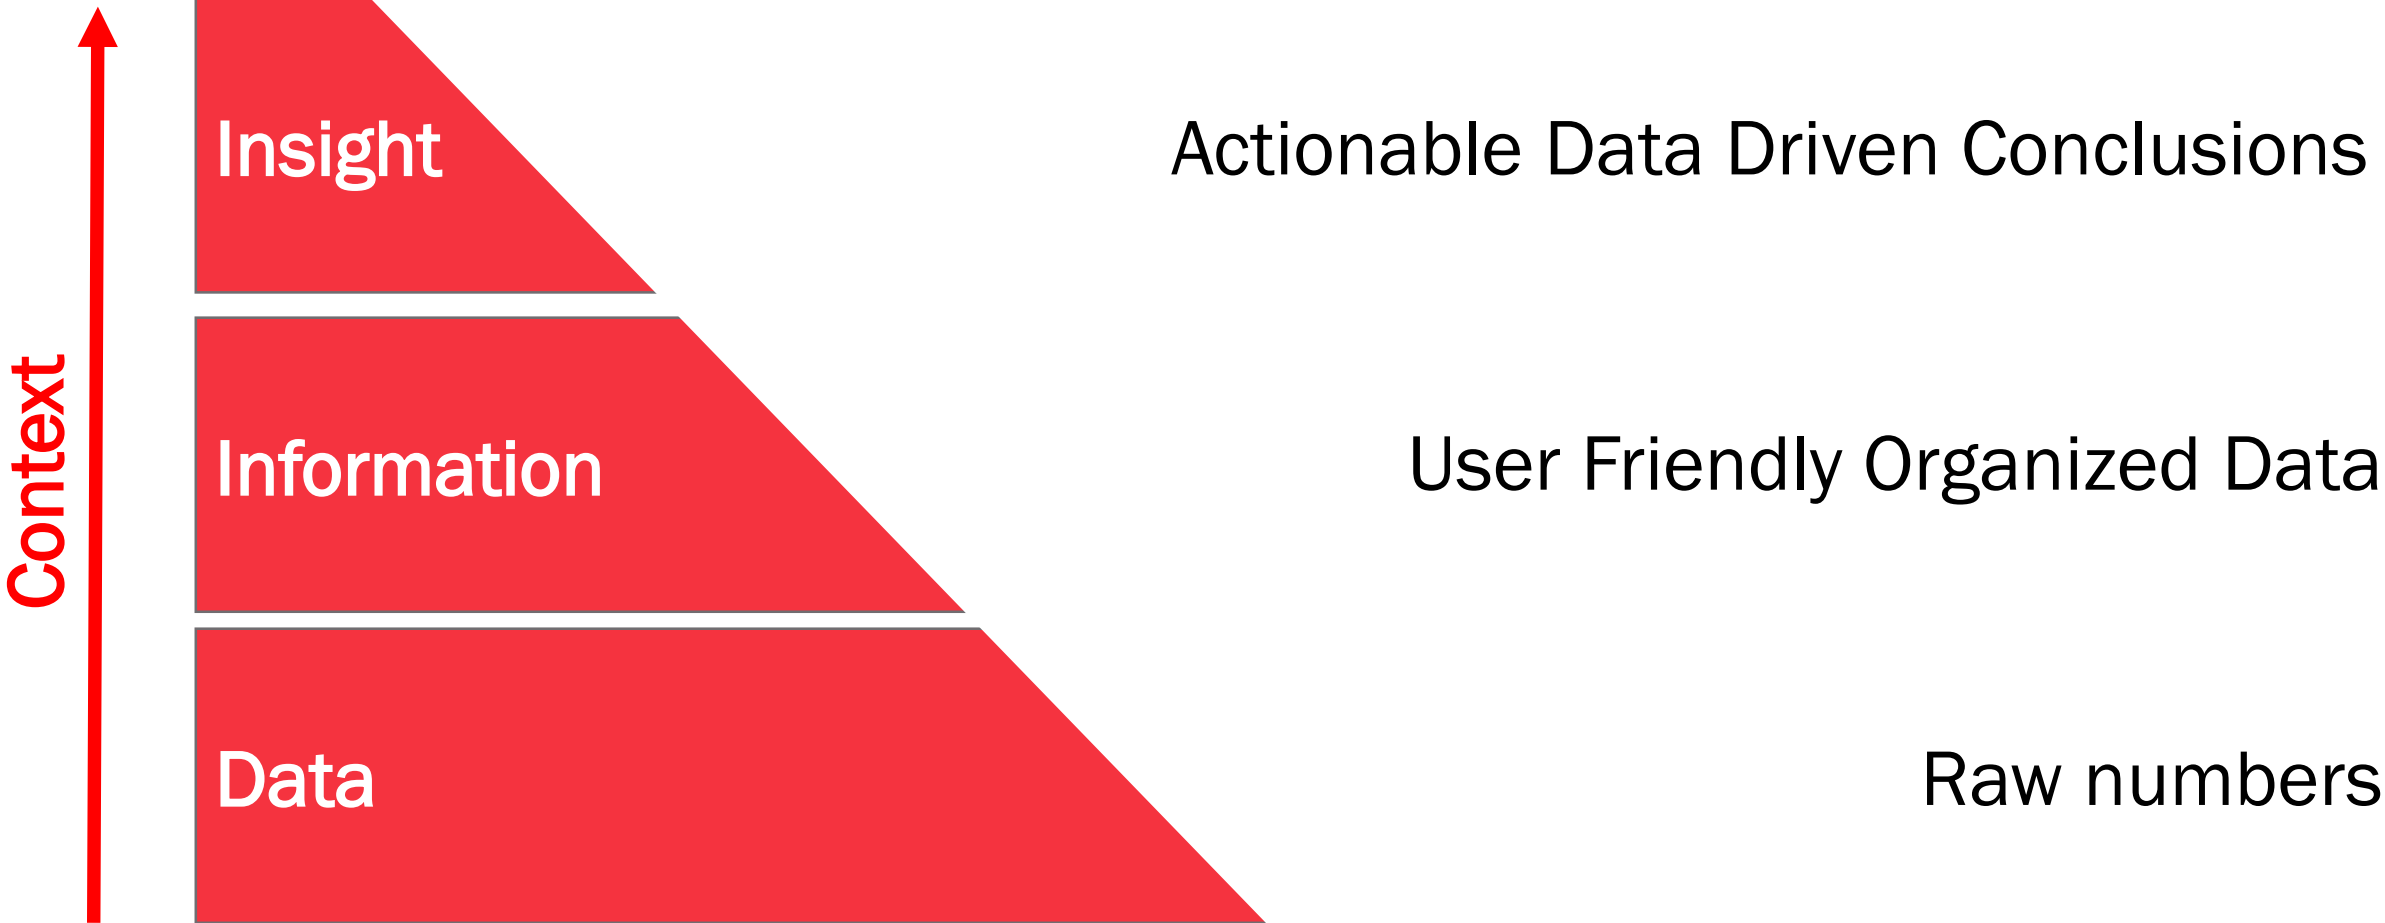 Context
Insight
Actionable Data Driven Conclusions
Information
User Friendly Organized Data
Data
Raw numbers